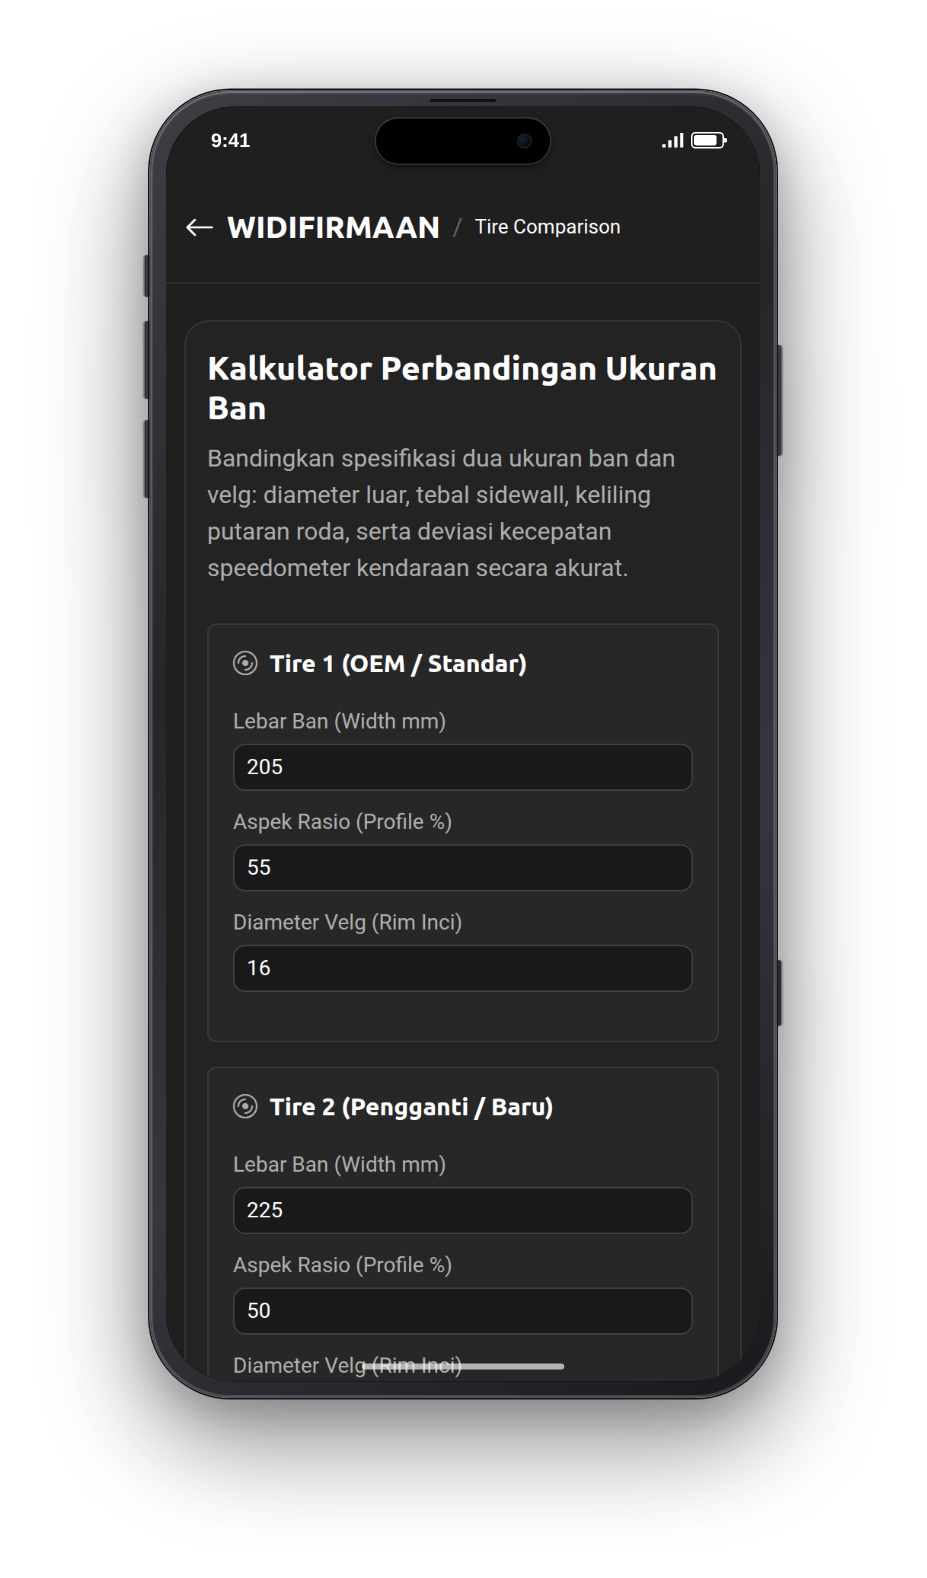 9:41
WIDIFIRMAAN / Tire Comparison
Kalkulator Perbandingan Ukuran
Ban
Bandingkan spesifikasi dua ukuran ban dan
velg: diameter luar, tebal sidewall, keliling
putaran roda, serta deviasi kecepatan
speedometer kendaraan secara akurat.
Tire 1 (OEM / Standar)
Lebar Ban (Width mm)
205
Aspek Rasio (Profile %)
55
Diameter Velg (Rim Inci)
16
Tire 2 (Pengganti / Baru)
Lebar Ban (Width mm)
225
Aspek Rasio (Profile %)
50
Diameter Velg (Rim Inci)